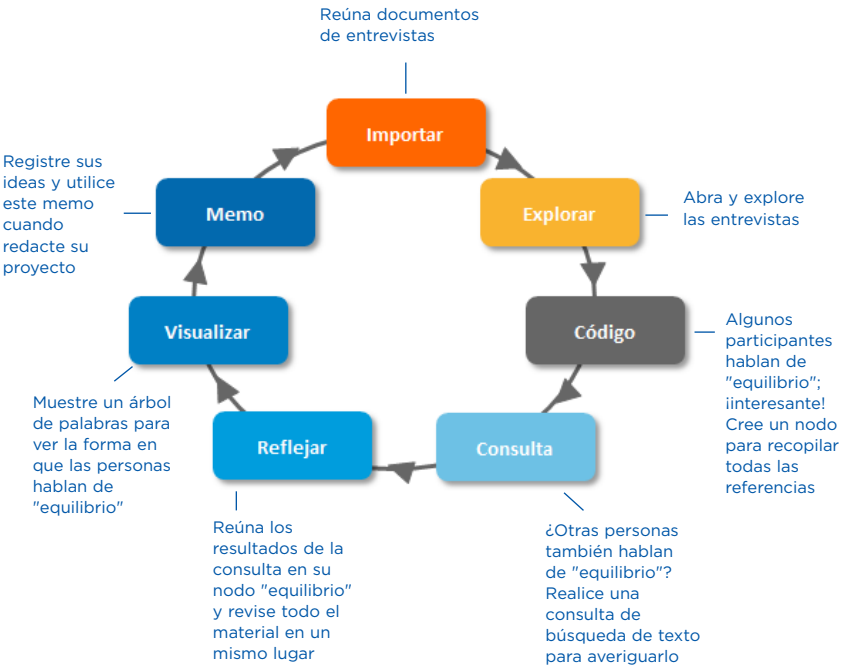 Reúna documentos
de entrevistas
Importar
Explorar
Abra y explore
las entrevistas
Código
Algunos
participantes
hablan de
"equilibrio";
¡interesante!
Cree un nodo
para recopilar
todas las
referencias
Consulta
¿Otras personas
también hablan
de "equilibrio"?
Realice una
consulta de
búsqueda de texto
para averiguarlo
Reflejar
Reúna los
resultados de la
consulta en su
nodo "equilibrio"
y revise todo el
material en un
mismo lugar
Visualizar
Muestre un árbol
de palabras para
ver la forma en
que las personas
hablan de
"equilibrio"
Memo
Registre sus
ideas y utilice
este memo
cuando
redacte su
proyecto